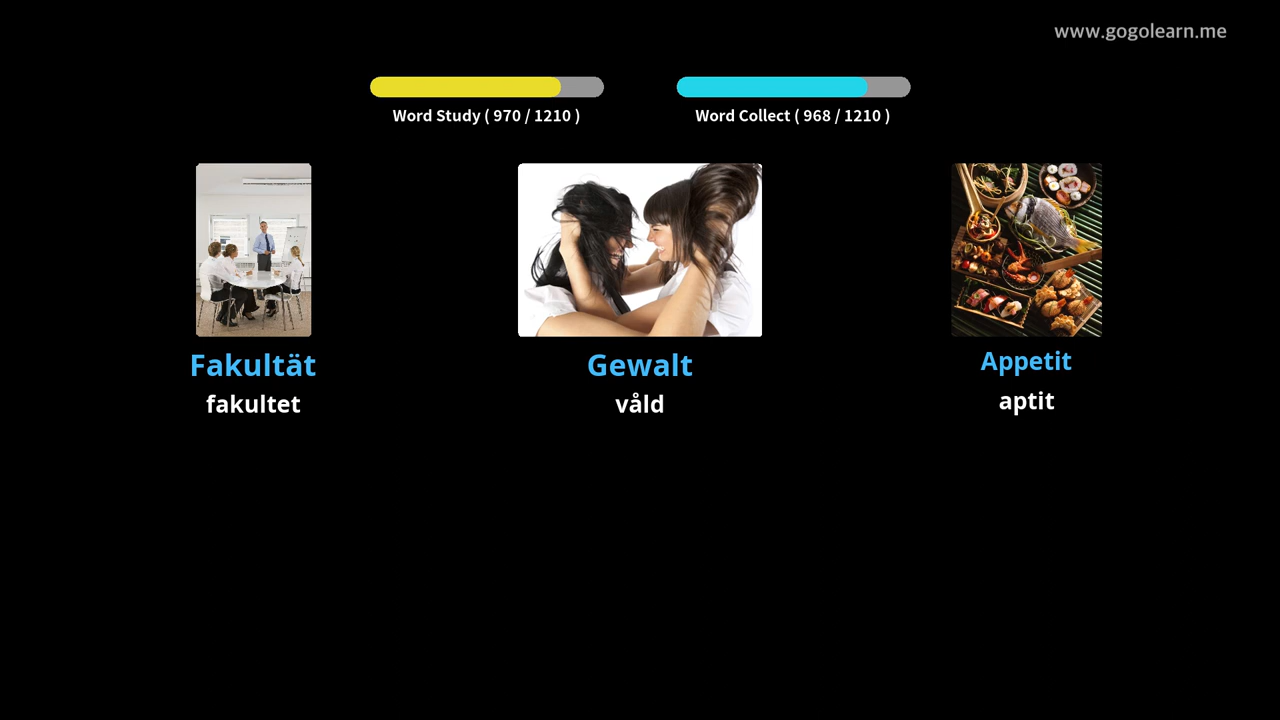 www.gogolearn.me
Word Study ( 970 / 1210 )
Word Collect ( 968 / 1210 )
Fakultät
fakultet
Gewalt
våld
Appetit
aptit